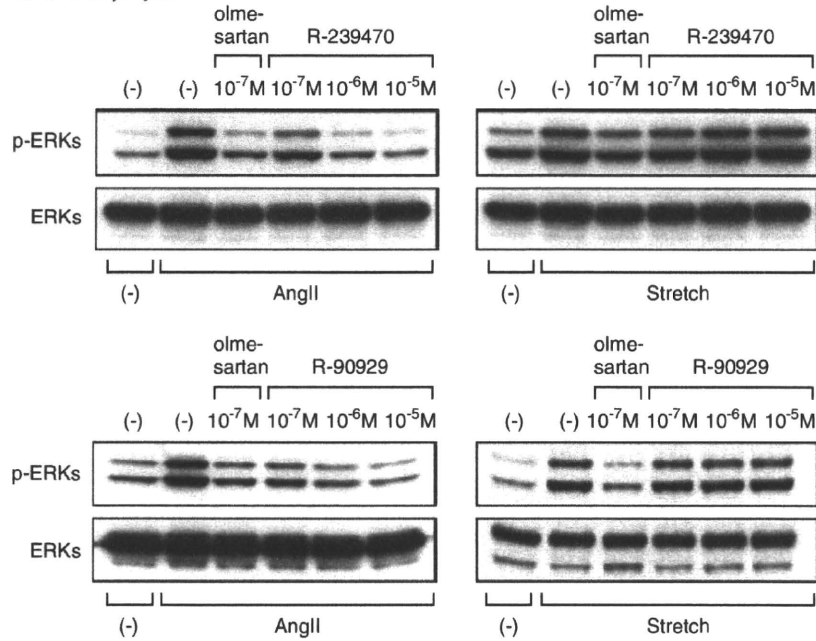 olme-
sartan R-239470
(-) (-) 10⁻⁷M 10⁻⁷M 10⁻⁶M 10⁻⁵M
p-ERKs
ERKs
(-) AngII
olme-
sartan R-239470
(-) (-) 10⁻⁷M 10⁻⁷M 10⁻⁶M 10⁻⁵M
(-) Stretch
olme-
sartan R-90929
(-) (-) 10⁻⁷M 10⁻⁷M 10⁻⁶M 10⁻⁵M
p-ERKs
ERKs
(-) AngII
olme-
sartan R-90929
(-) (-) 10⁻⁷M 10⁻⁷M 10⁻⁶M 10⁻⁵M
(-) Stretch